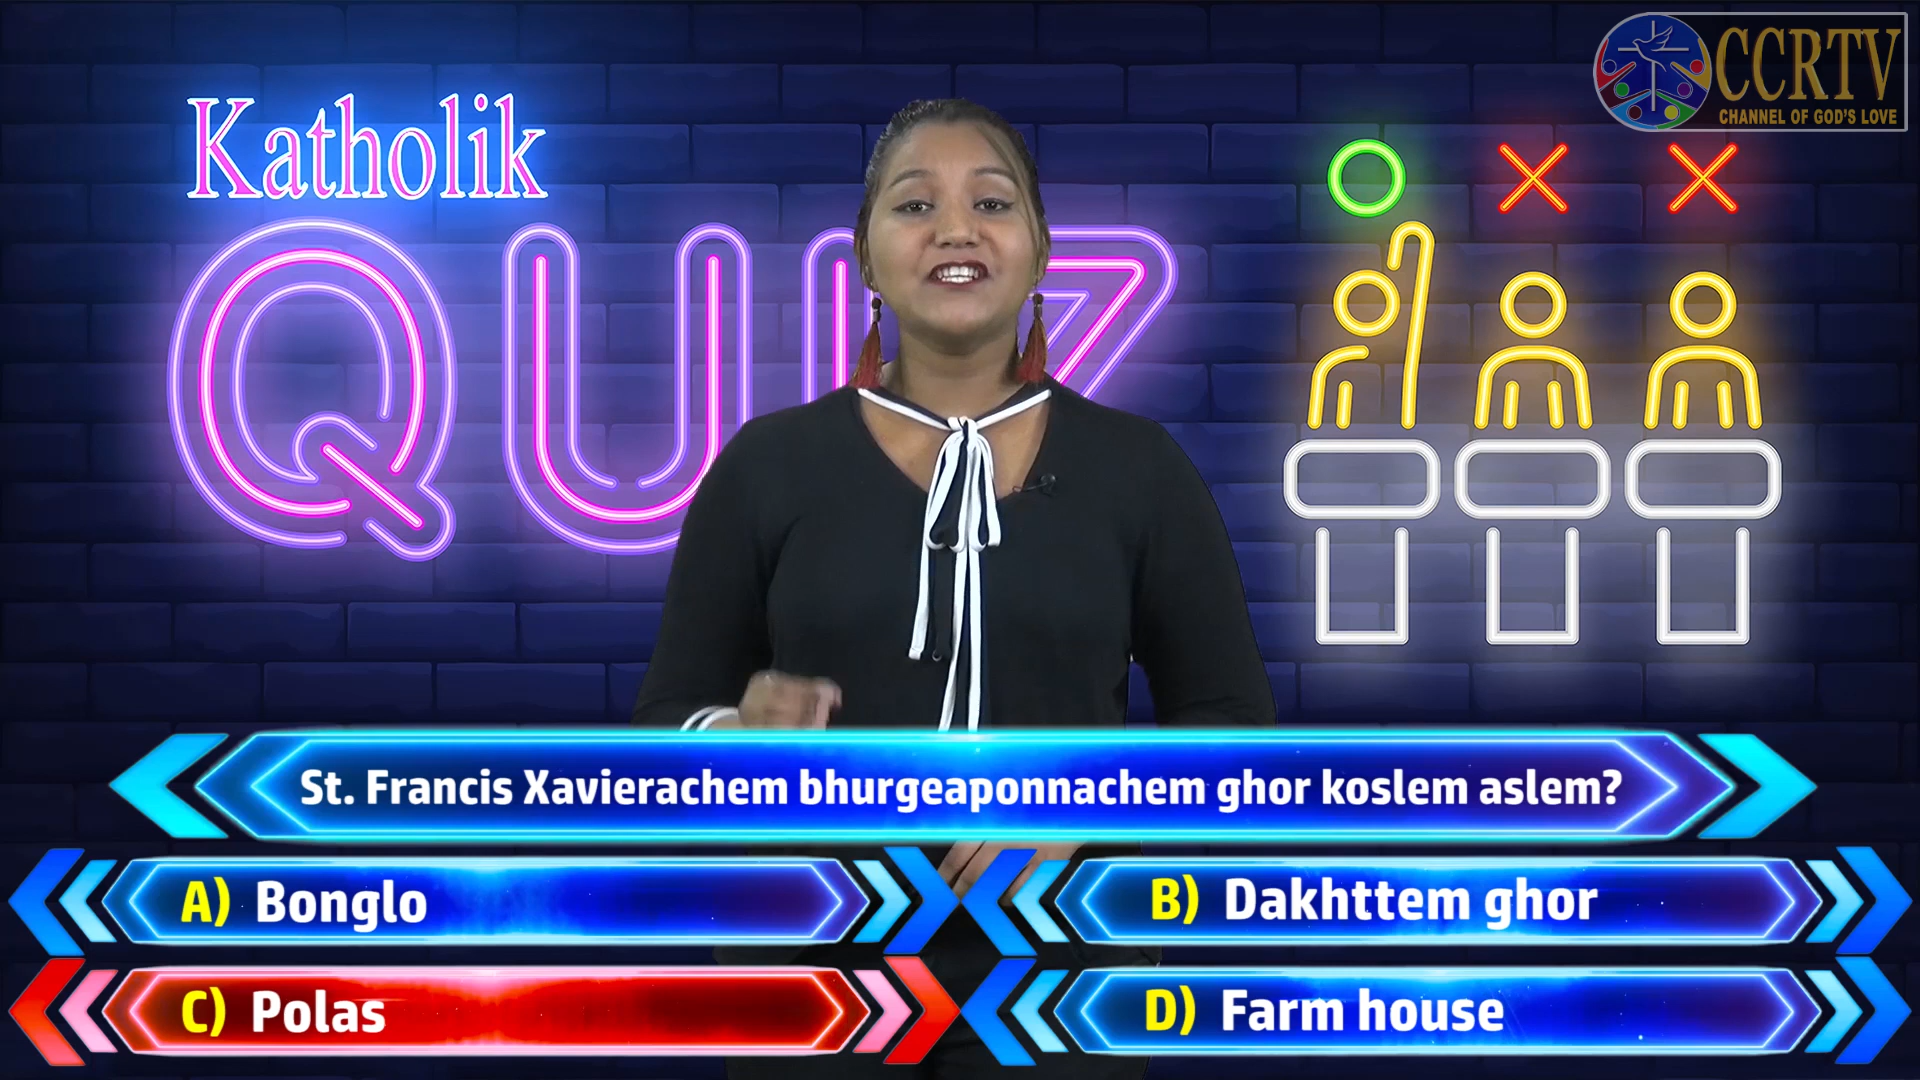 CCRTV
CHANNEL OF GOD'S LOVE
Katholik
QUIZ
St. Francis Xavierachem bhurgeaponnachem ghor koslem aslem?
A) Bonglo
B) Dakhttem ghor
C) Polas
D) Farm house